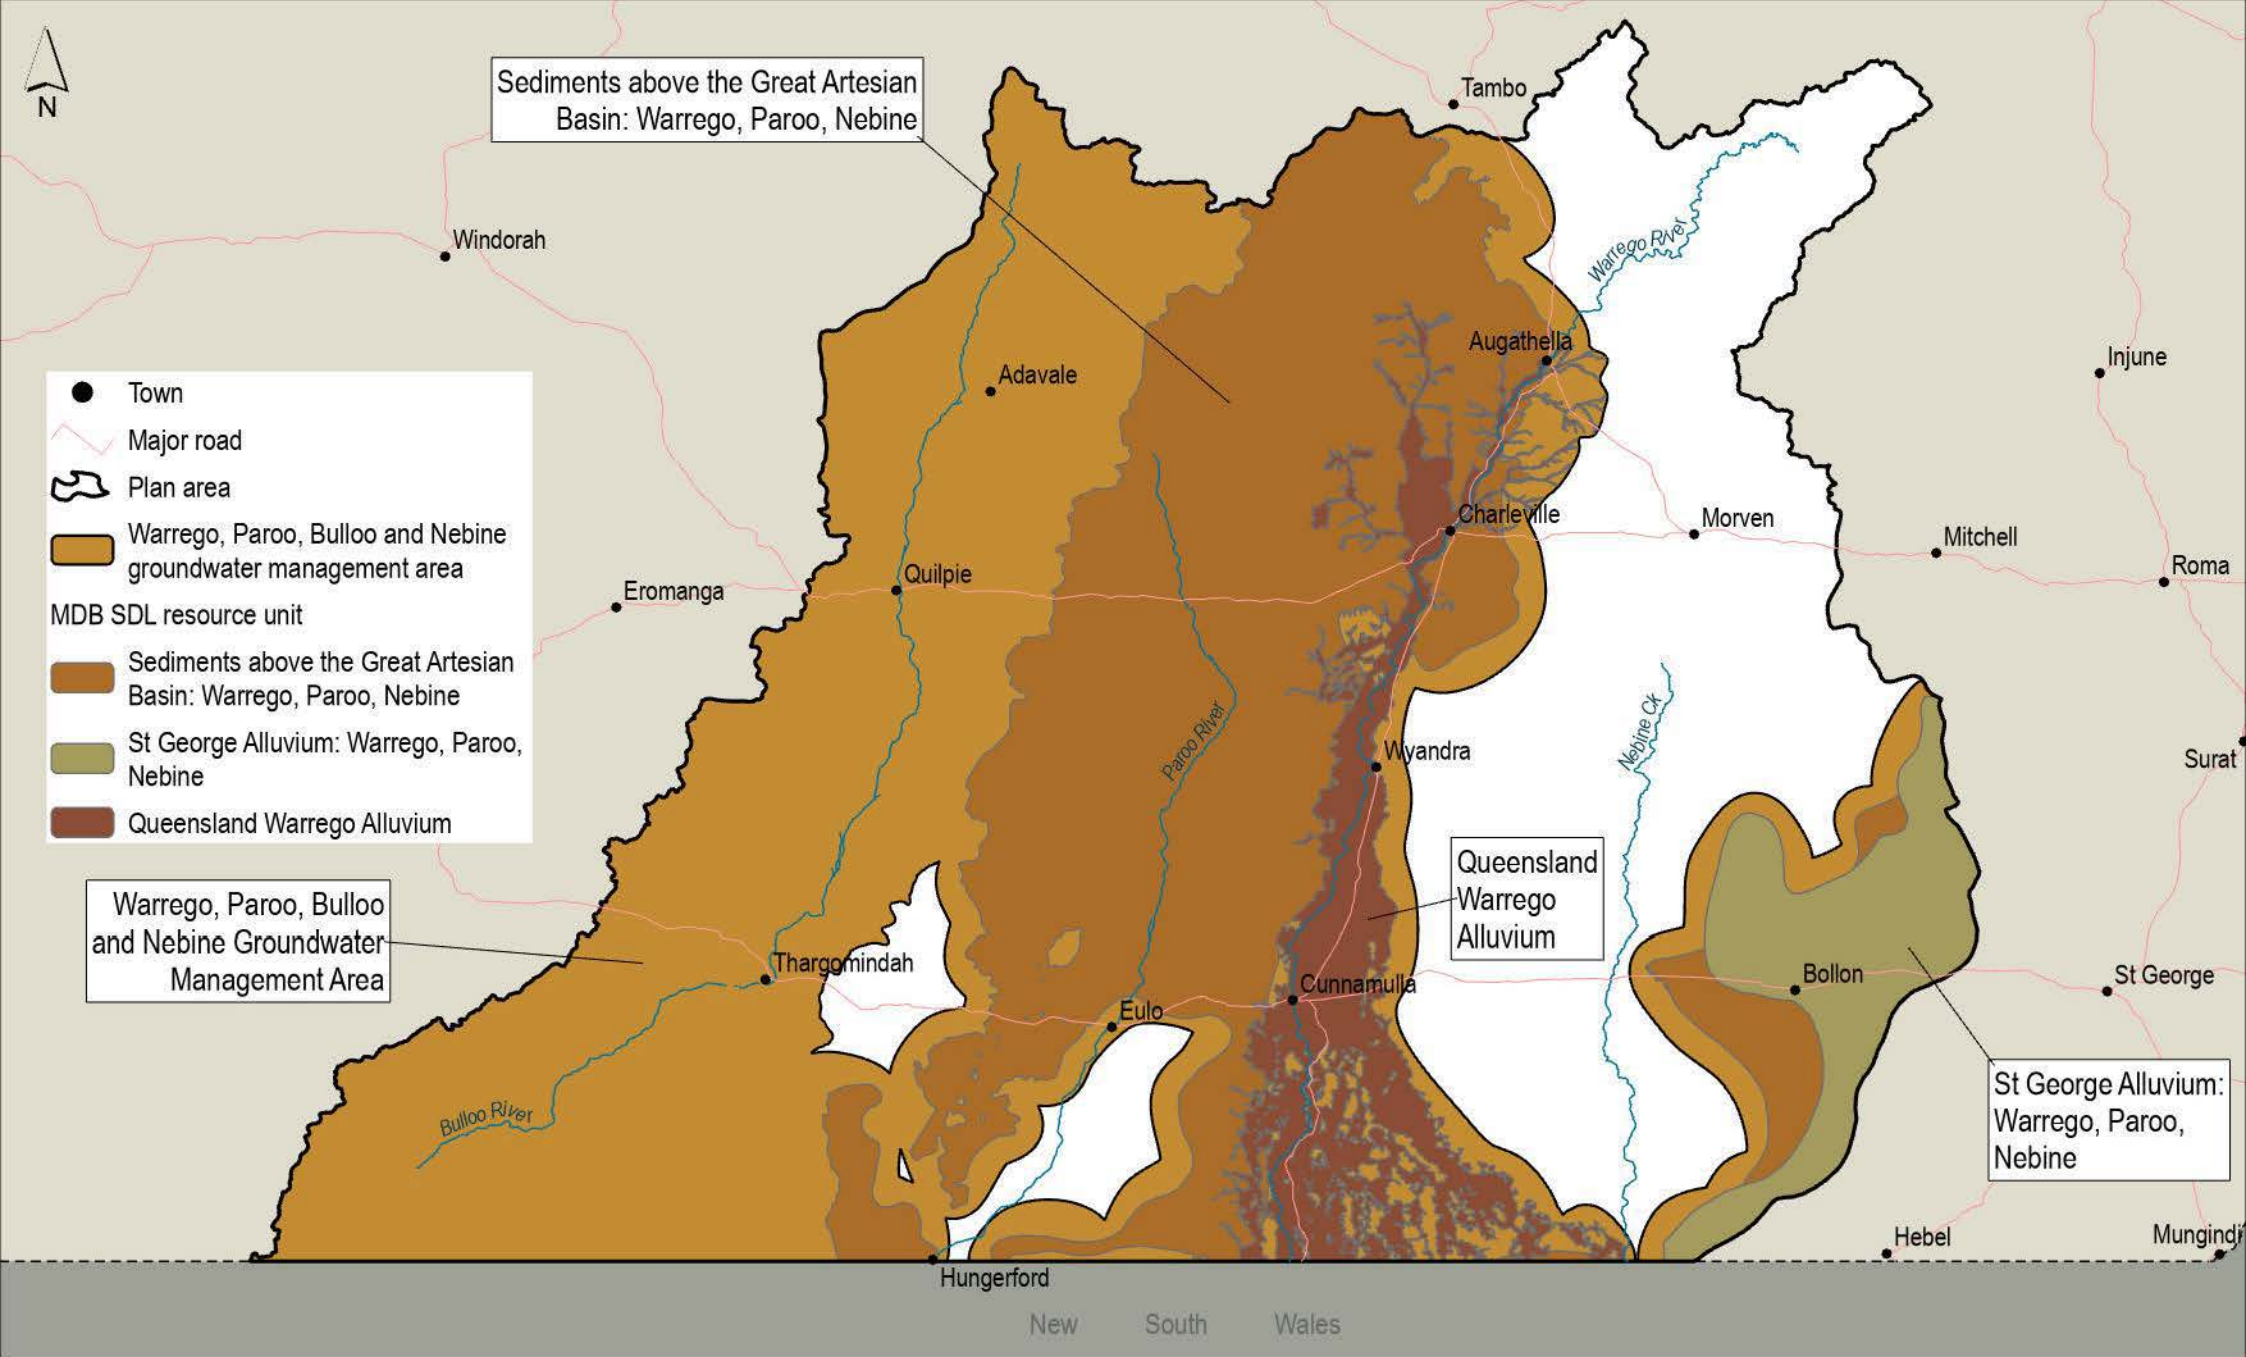 N
Sediments above the Great Artesian
Basin: Warrego, Paroo, Nebine
Tambo
Windorah
Warrego River
Augathella
Injune
Adavale
Town
Major road
Plan area
Warrego, Paroo, Bulloo and Nebine
groundwater management area
MDB SDL resource unit
Sediments above the Great Artesian
Basin: Warrego, Paroo, Nebine
St George Alluvium: Warrego, Paroo,
Nebine
Queensland Warrego Alluvium
Charleville
Morven
Mitchell
Roma
Quilpie
Eromanga
Paroo River
Nebine Ck
Wyandra
Surat
Queensland
Warrego
Alluvium
Warrego, Paroo, Bulloo
and Nebine Groundwater
Management Area
Thargomindah
Cunnamulla
Bollon
St George
Eulo
Bulloo River
St George Alluvium:
Warrego, Paroo,
Nebine
Hebel
Mungindi
Hungerford
New South Wales